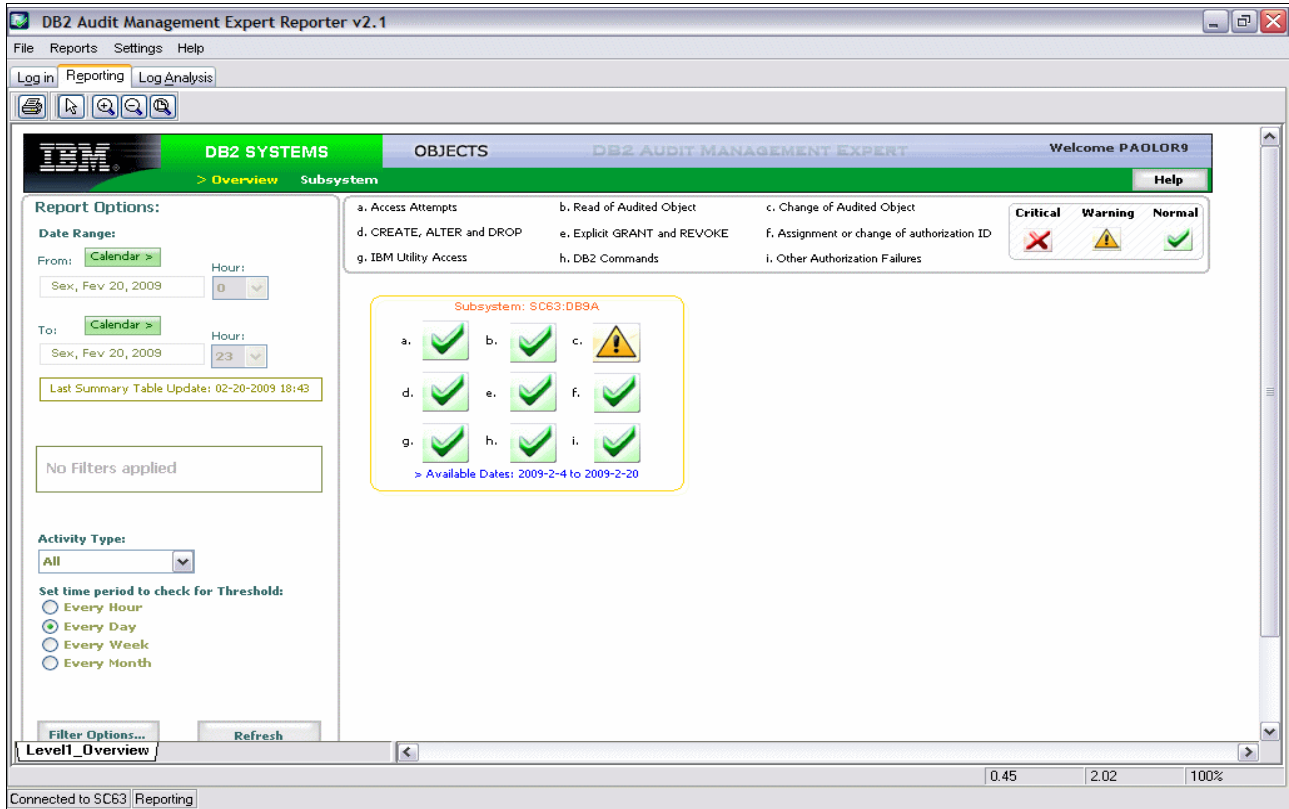 DB2 Audit Management Expert Reporter v2.1
File Reports Settings Help
Log in Reporting Log Analysis
IBM®
DB2 SYSTEMS OBJECTS DB2 AUDIT MANAGEMENT EXPERT Welcome PAOLOR9
> Overview Subsystem Help
Report Options:
Date Range:
From: Calendar >
Hour:
Sex, Fev 20, 2009 0
To: Calendar >
Hour:
Sex, Fev 20, 2009 23
Last Summary Table Update: 02-20-2009 18:43
No Filters applied
Activity Type:
All
Set time period to check for Threshold:
Every Hour
Every Day
Every Week
Every Month
Filter Options... Refresh
a. Access Attempts b. Read of Audited Object c. Change of Audited Object
d. CREATE, ALTER and DROP e. Explicit GRANT and REVOKE f. Assignment or change of authorization ID
g. IBM Utility Access h. DB2 Commands i. Other Authorization Failures
Critical Warning Normal
Subsystem: SC63:DB9A
a. b. c.
d. e. f.
g. h. i.
> Available Dates: 2009-2-4 to 2009-2-20
Level1_Overview
0.45 2.02 100%
Connected to SC63 Reporting